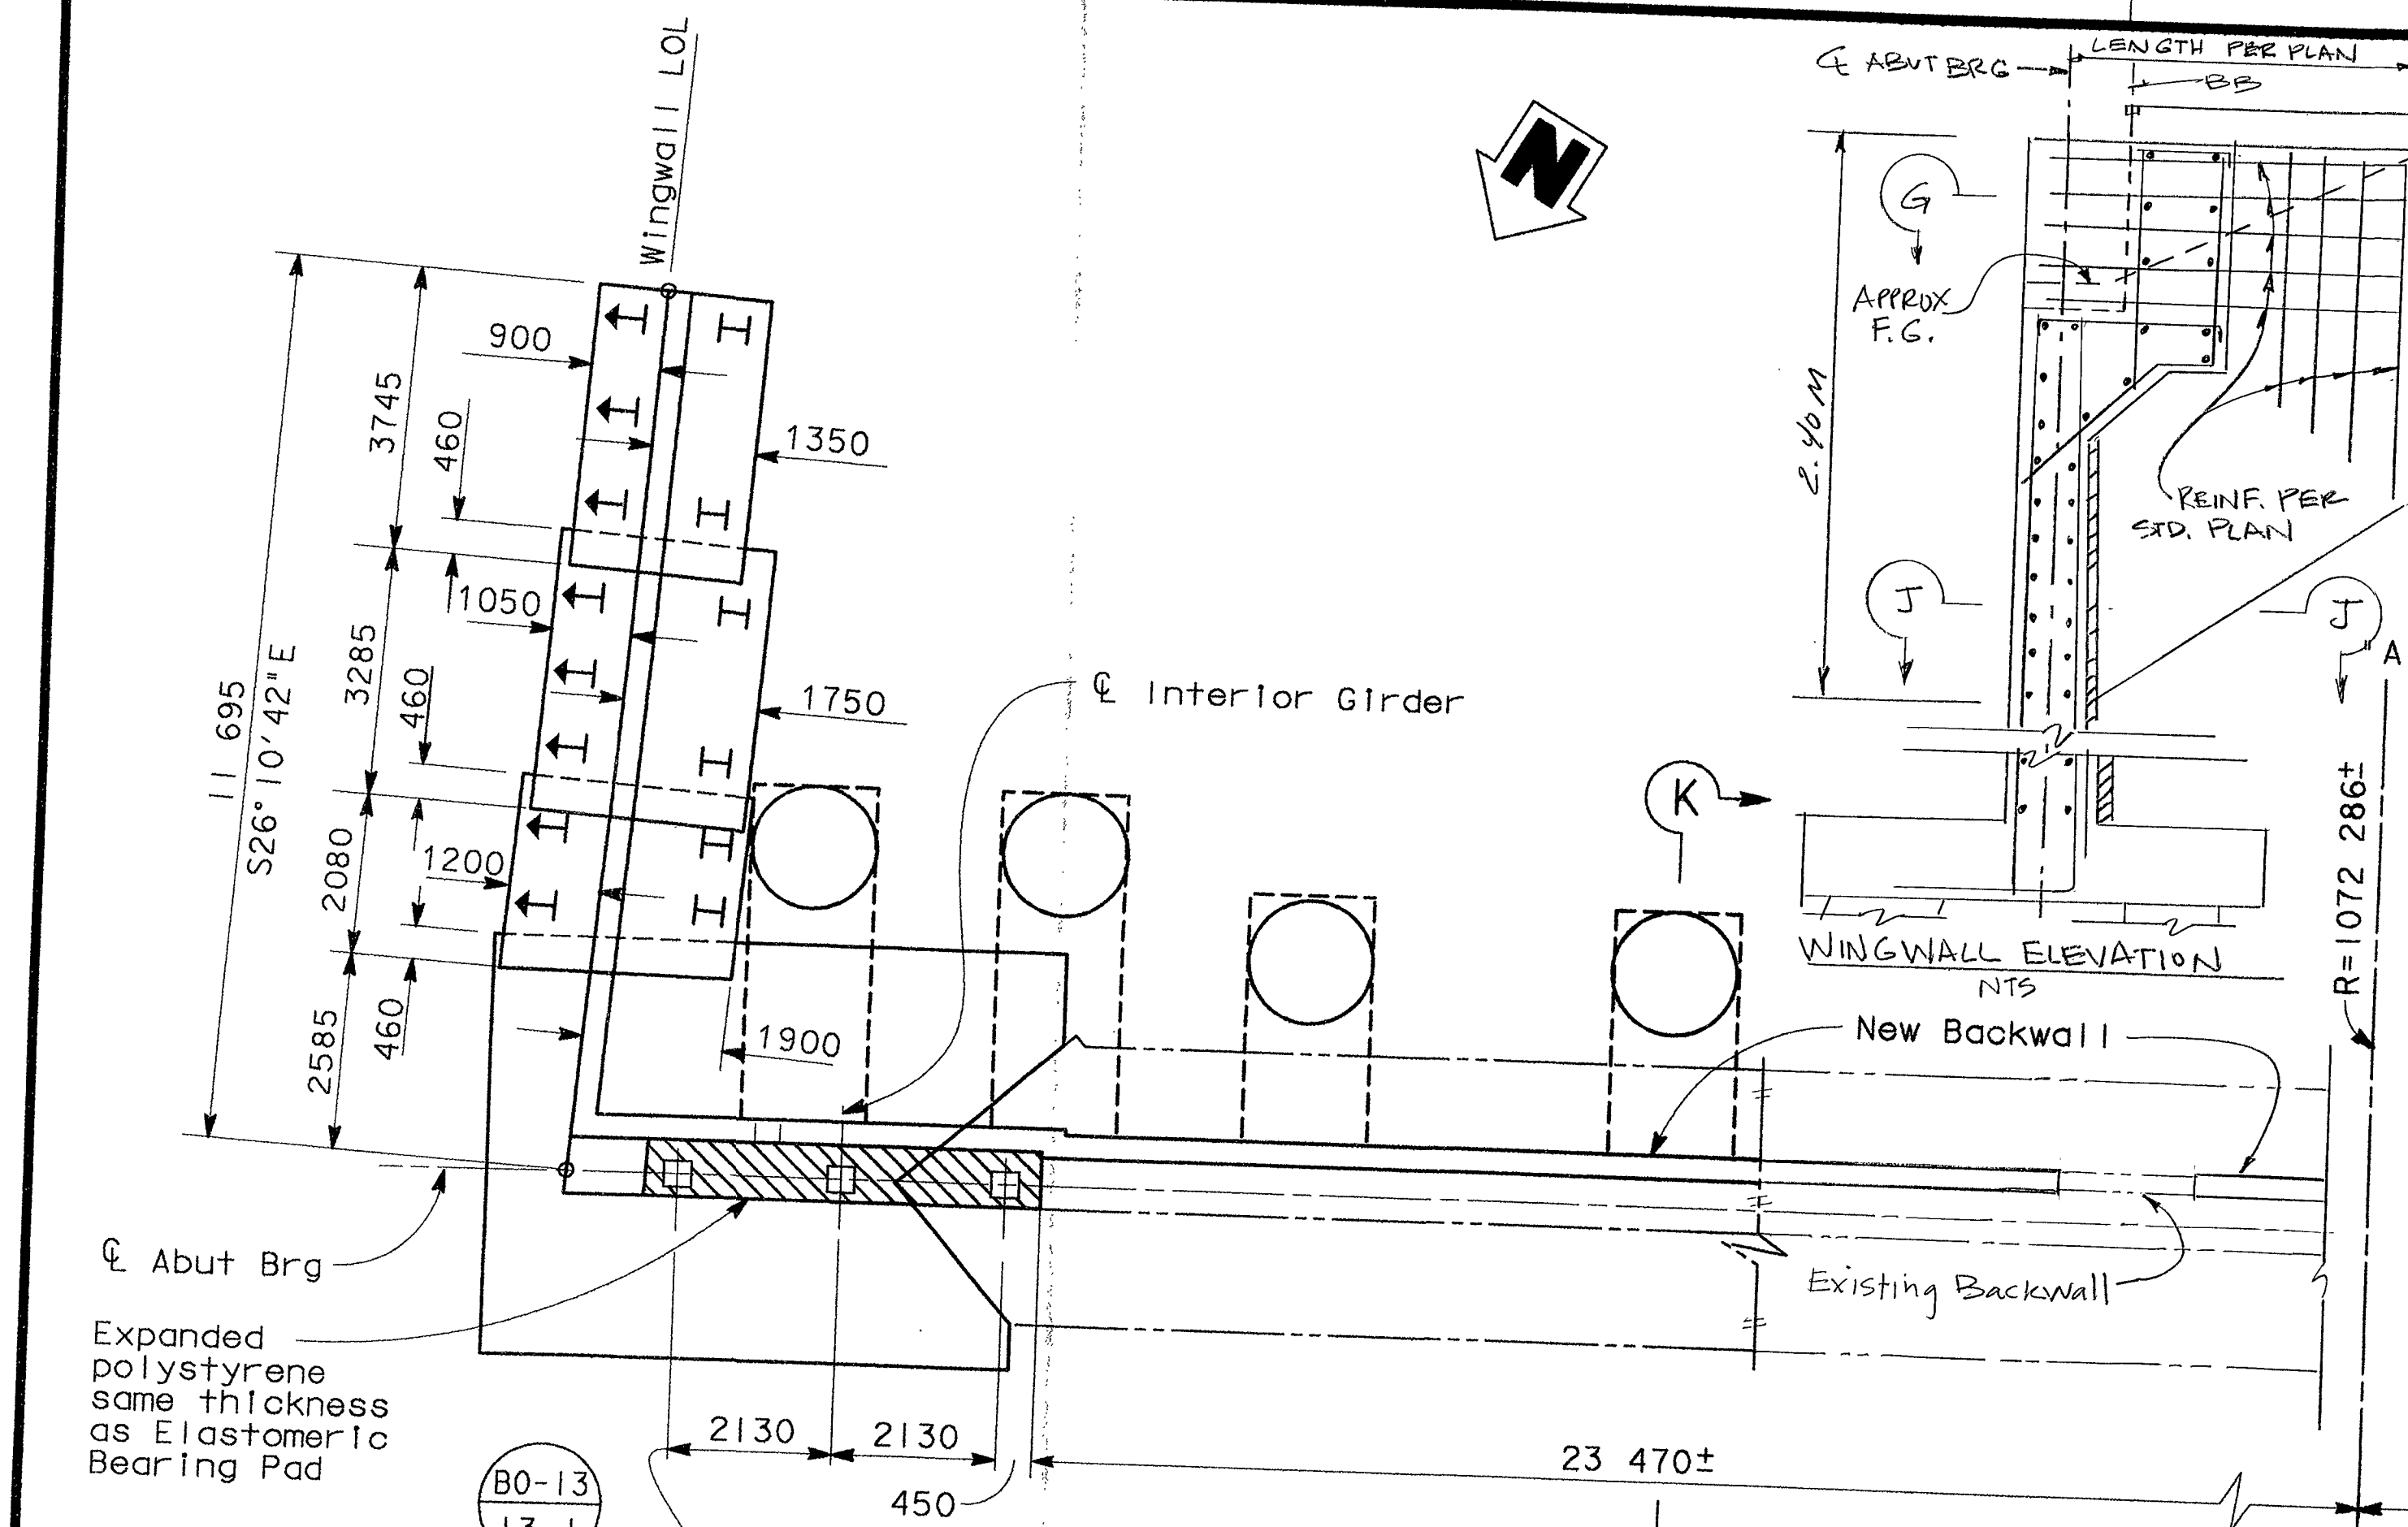 Wingwall LOL
N
℄ ABUT BRG
LENGTH PER PLAN
BB
G
APPROX
F.G.
2.40M
REINF. PER
STD. PLAN
J
J
"A
K
WINGWALL ELEVATION
NTS
R=1072 286±
900
3745
460
1350
1050
3285
460
1750
11 695
S26°10'42"E
1200
2080
460
2585
1900
℄ Interior Girder
New Backwall
Existing Backwall
℄ Abut Brg
Expanded
polystyrene
same thickness
as Elastomeric
Bearing Pad
2130
2130
450
23 470±
B0-13
13-1